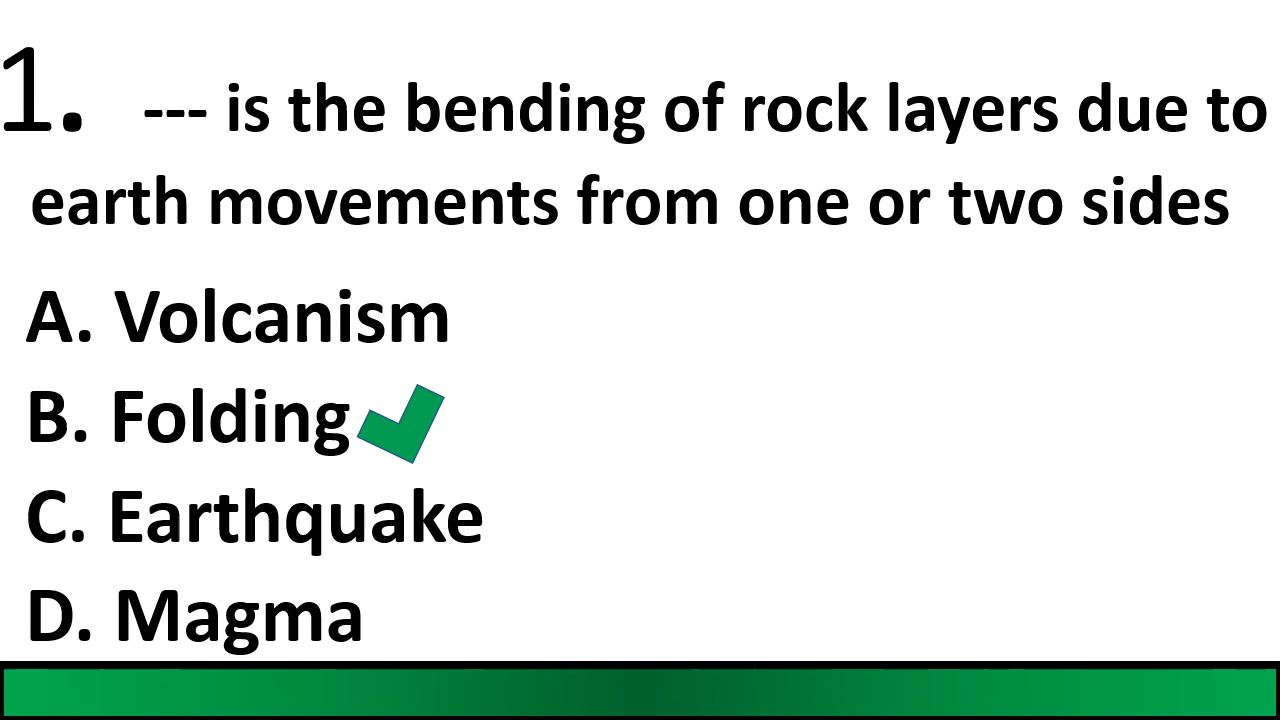 1. --- is the bending of rock layers due to
earth movements from one or two sides
A. Volcanism
B. Folding
C. Earthquake
D. Magma